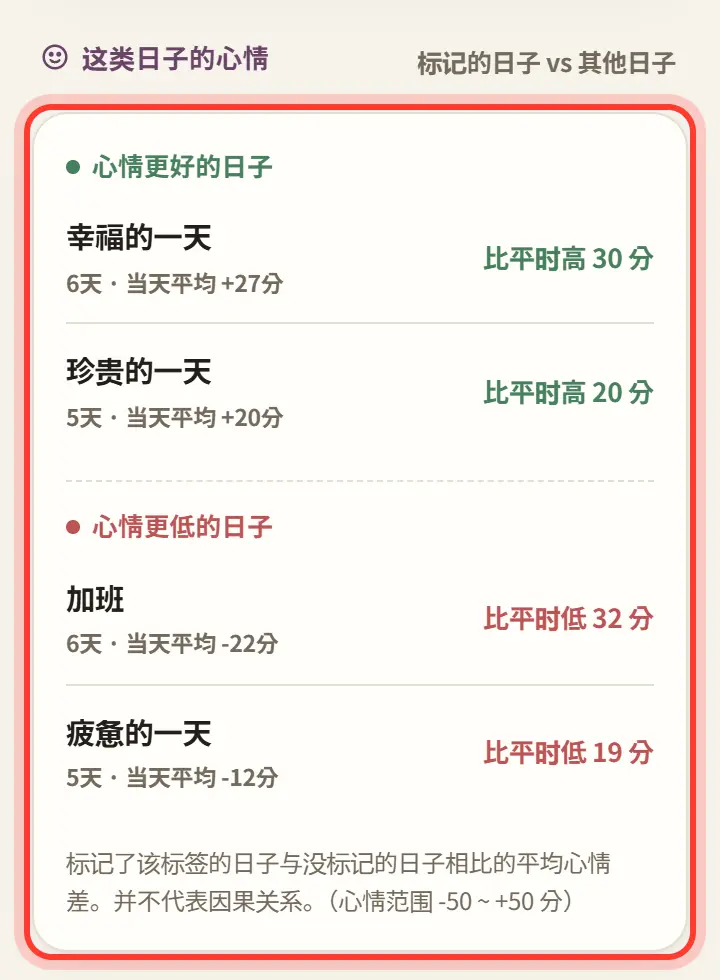 这类日子的心情
标记的日子 vs 其他日子
心情更好的日子
幸福的一天
6天 · 当天平均 +27分
比平时高 30 分
珍贵的一天
5天 · 当天平均 +20分
比平时高 20 分
心情更低的日子
加班
6天 · 当天平均 -22分
比平时低 32 分
疲惫的一天
5天 · 当天平均 -12分
比平时低 19 分
标记了该标签的日子与没标记的日子相比的平均心情
差。并不代表因果关系。（心情范围 -50 ~ +50 分）